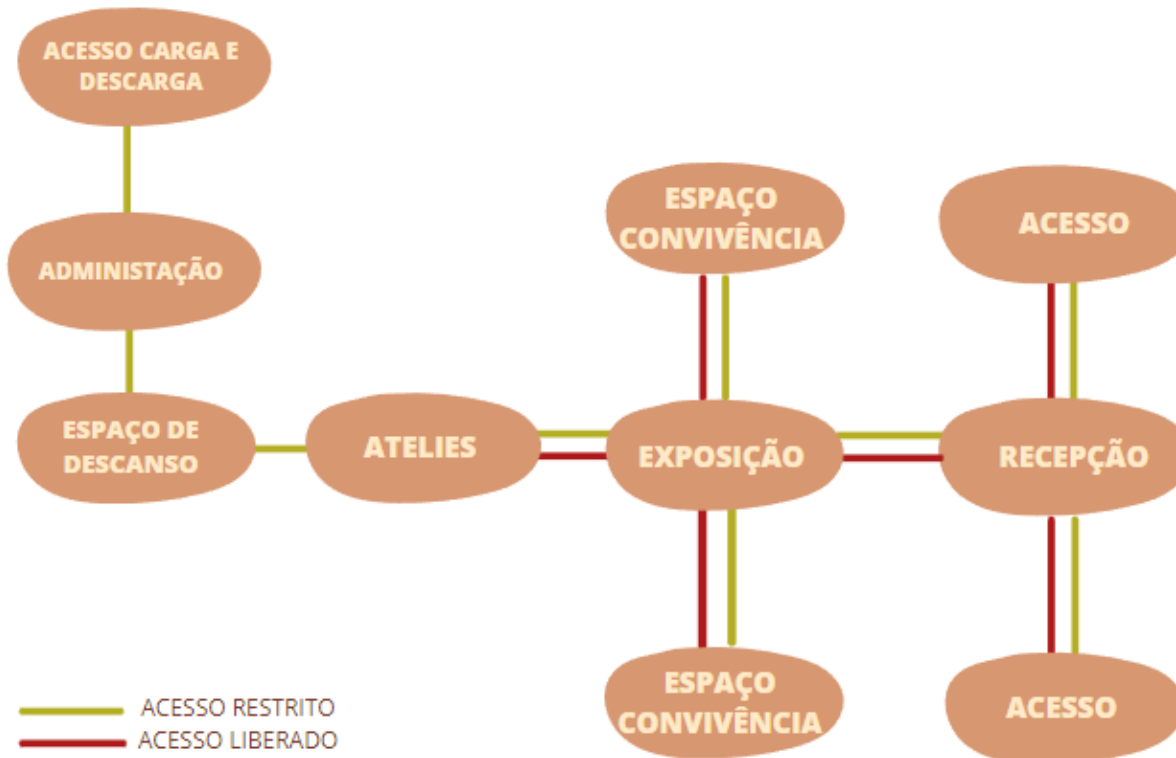 ACESSO CARGA E
DESCARGA
ADMINISTAÇÃO
ESPAÇO DE
DESCANSO
ATELIES
ESPAÇO
CONVIVÊNCIA
EXPOSIÇÃO
ESPAÇO
CONVIVÊNCIA
ACESSO
RECEPÇÃO
ACESSO
ACESSO RESTRITO
ACESSO LIBERADO